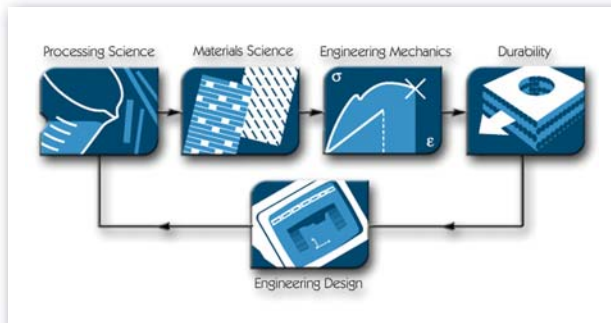 Processing Science
Materials Science
Engineering Mechanics
Durability
σ
ε
Engineering Design